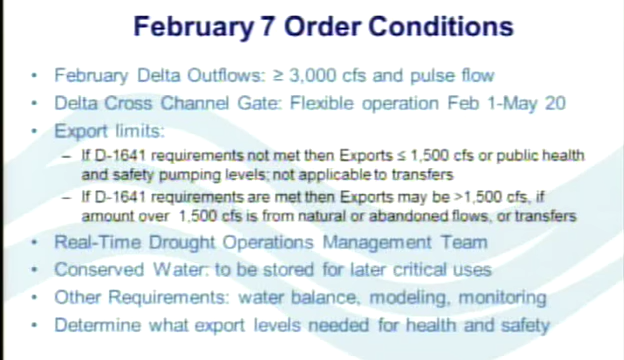 February 7 Order Conditions
• February Delta Outflows: ≥ 3,000 cfs and pulse flow
• Delta Cross Channel Gate: Flexible operation Feb 1-May 20
• Export limits:
– If D-1641 requirements not met then Exports ≤ 1,500 cfs or public health
and safety pumping levels; not applicable to transfers
– If D-1641 requirements are met then Exports may be >1,500 cfs, if
amount over 1,500 cfs is from natural or abandoned flows, or transfers
• Real-Time Drought Operations Management Team
• Conserved Water: to be stored for later critical uses
• Other Requirements: water balance, modeling, monitoring
• Determine what export levels needed for health and safety